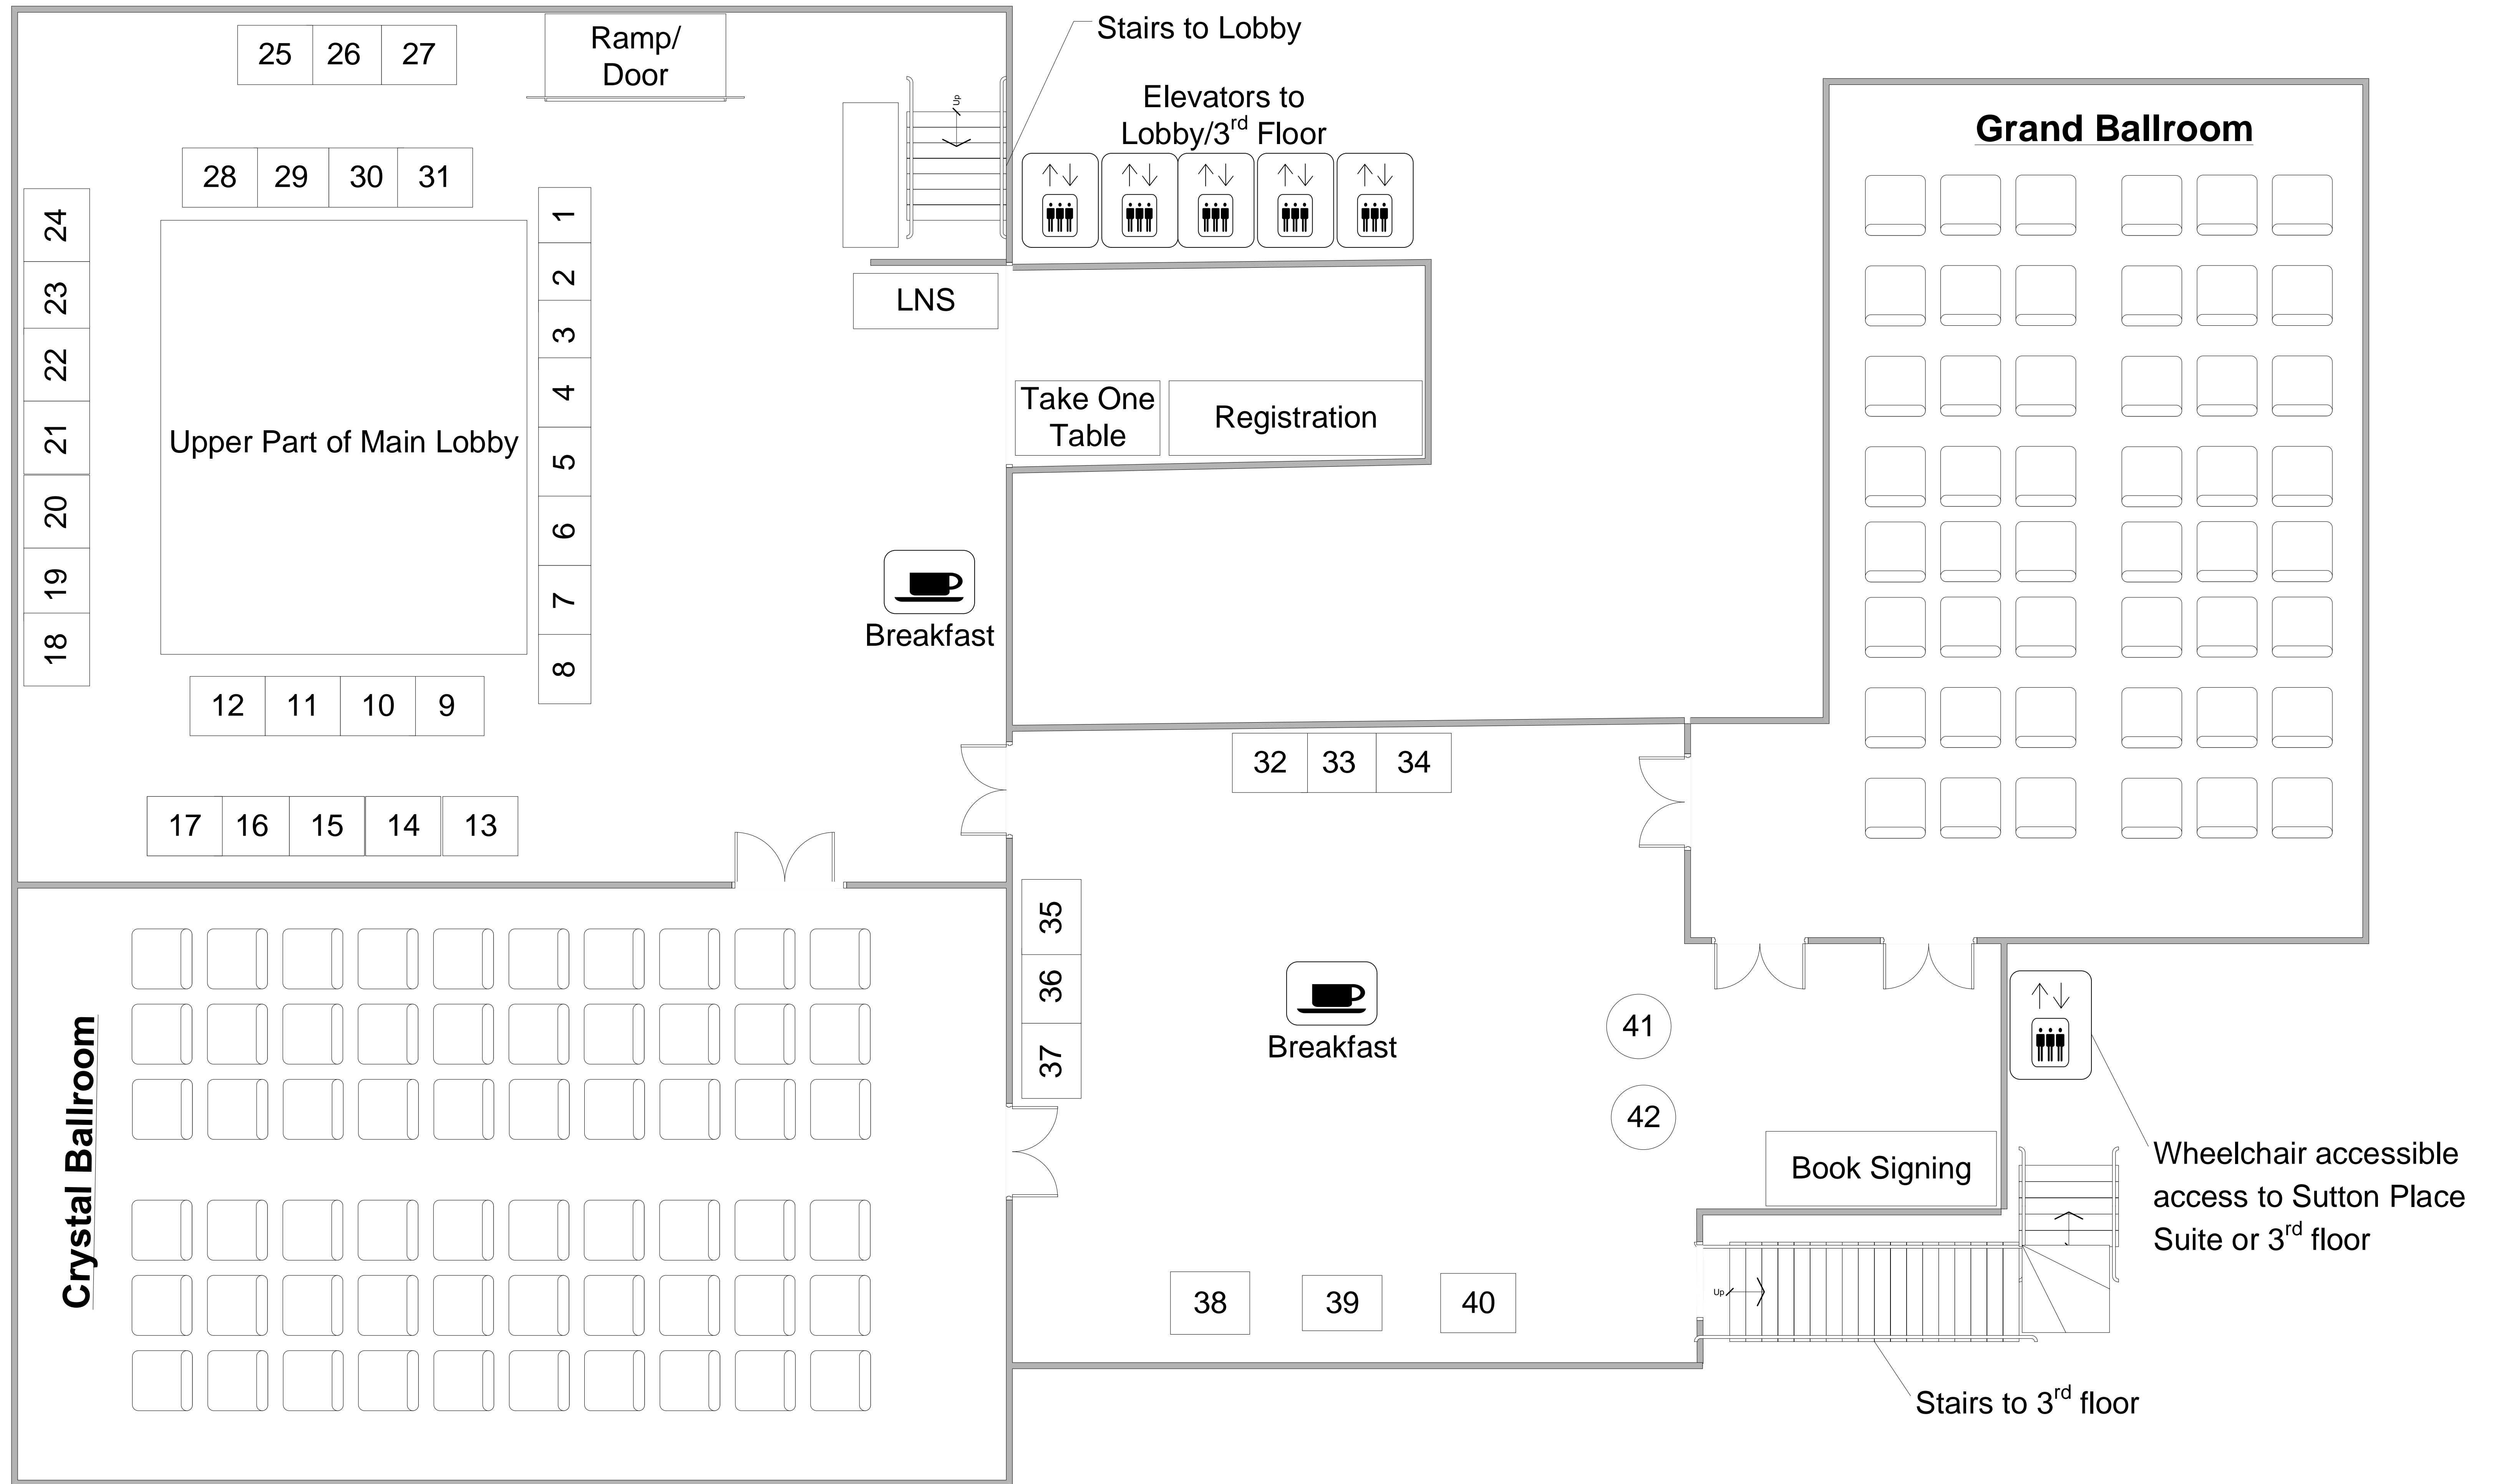 Stairs to Lobby
25 26 27
Ramp/
Door
Up
Elevators to
Lobby/3rd Floor
Grand Ballroom
28 29 30 31
24
23
22
21
20
19
18
1
2
3
4
5
6
7
8
LNS
Upper Part of Main Lobby
Take One
Table
Registration
Breakfast
12 11 10 9
32 33 34
17 16 15 14 13
35
36
37
Crystal Ballroom
Breakfast
41
42
Book Signing
Wheelchair accessible
access to Sutton Place
Suite or 3rd floor
38 39 40
Up
Stairs to 3rd floor